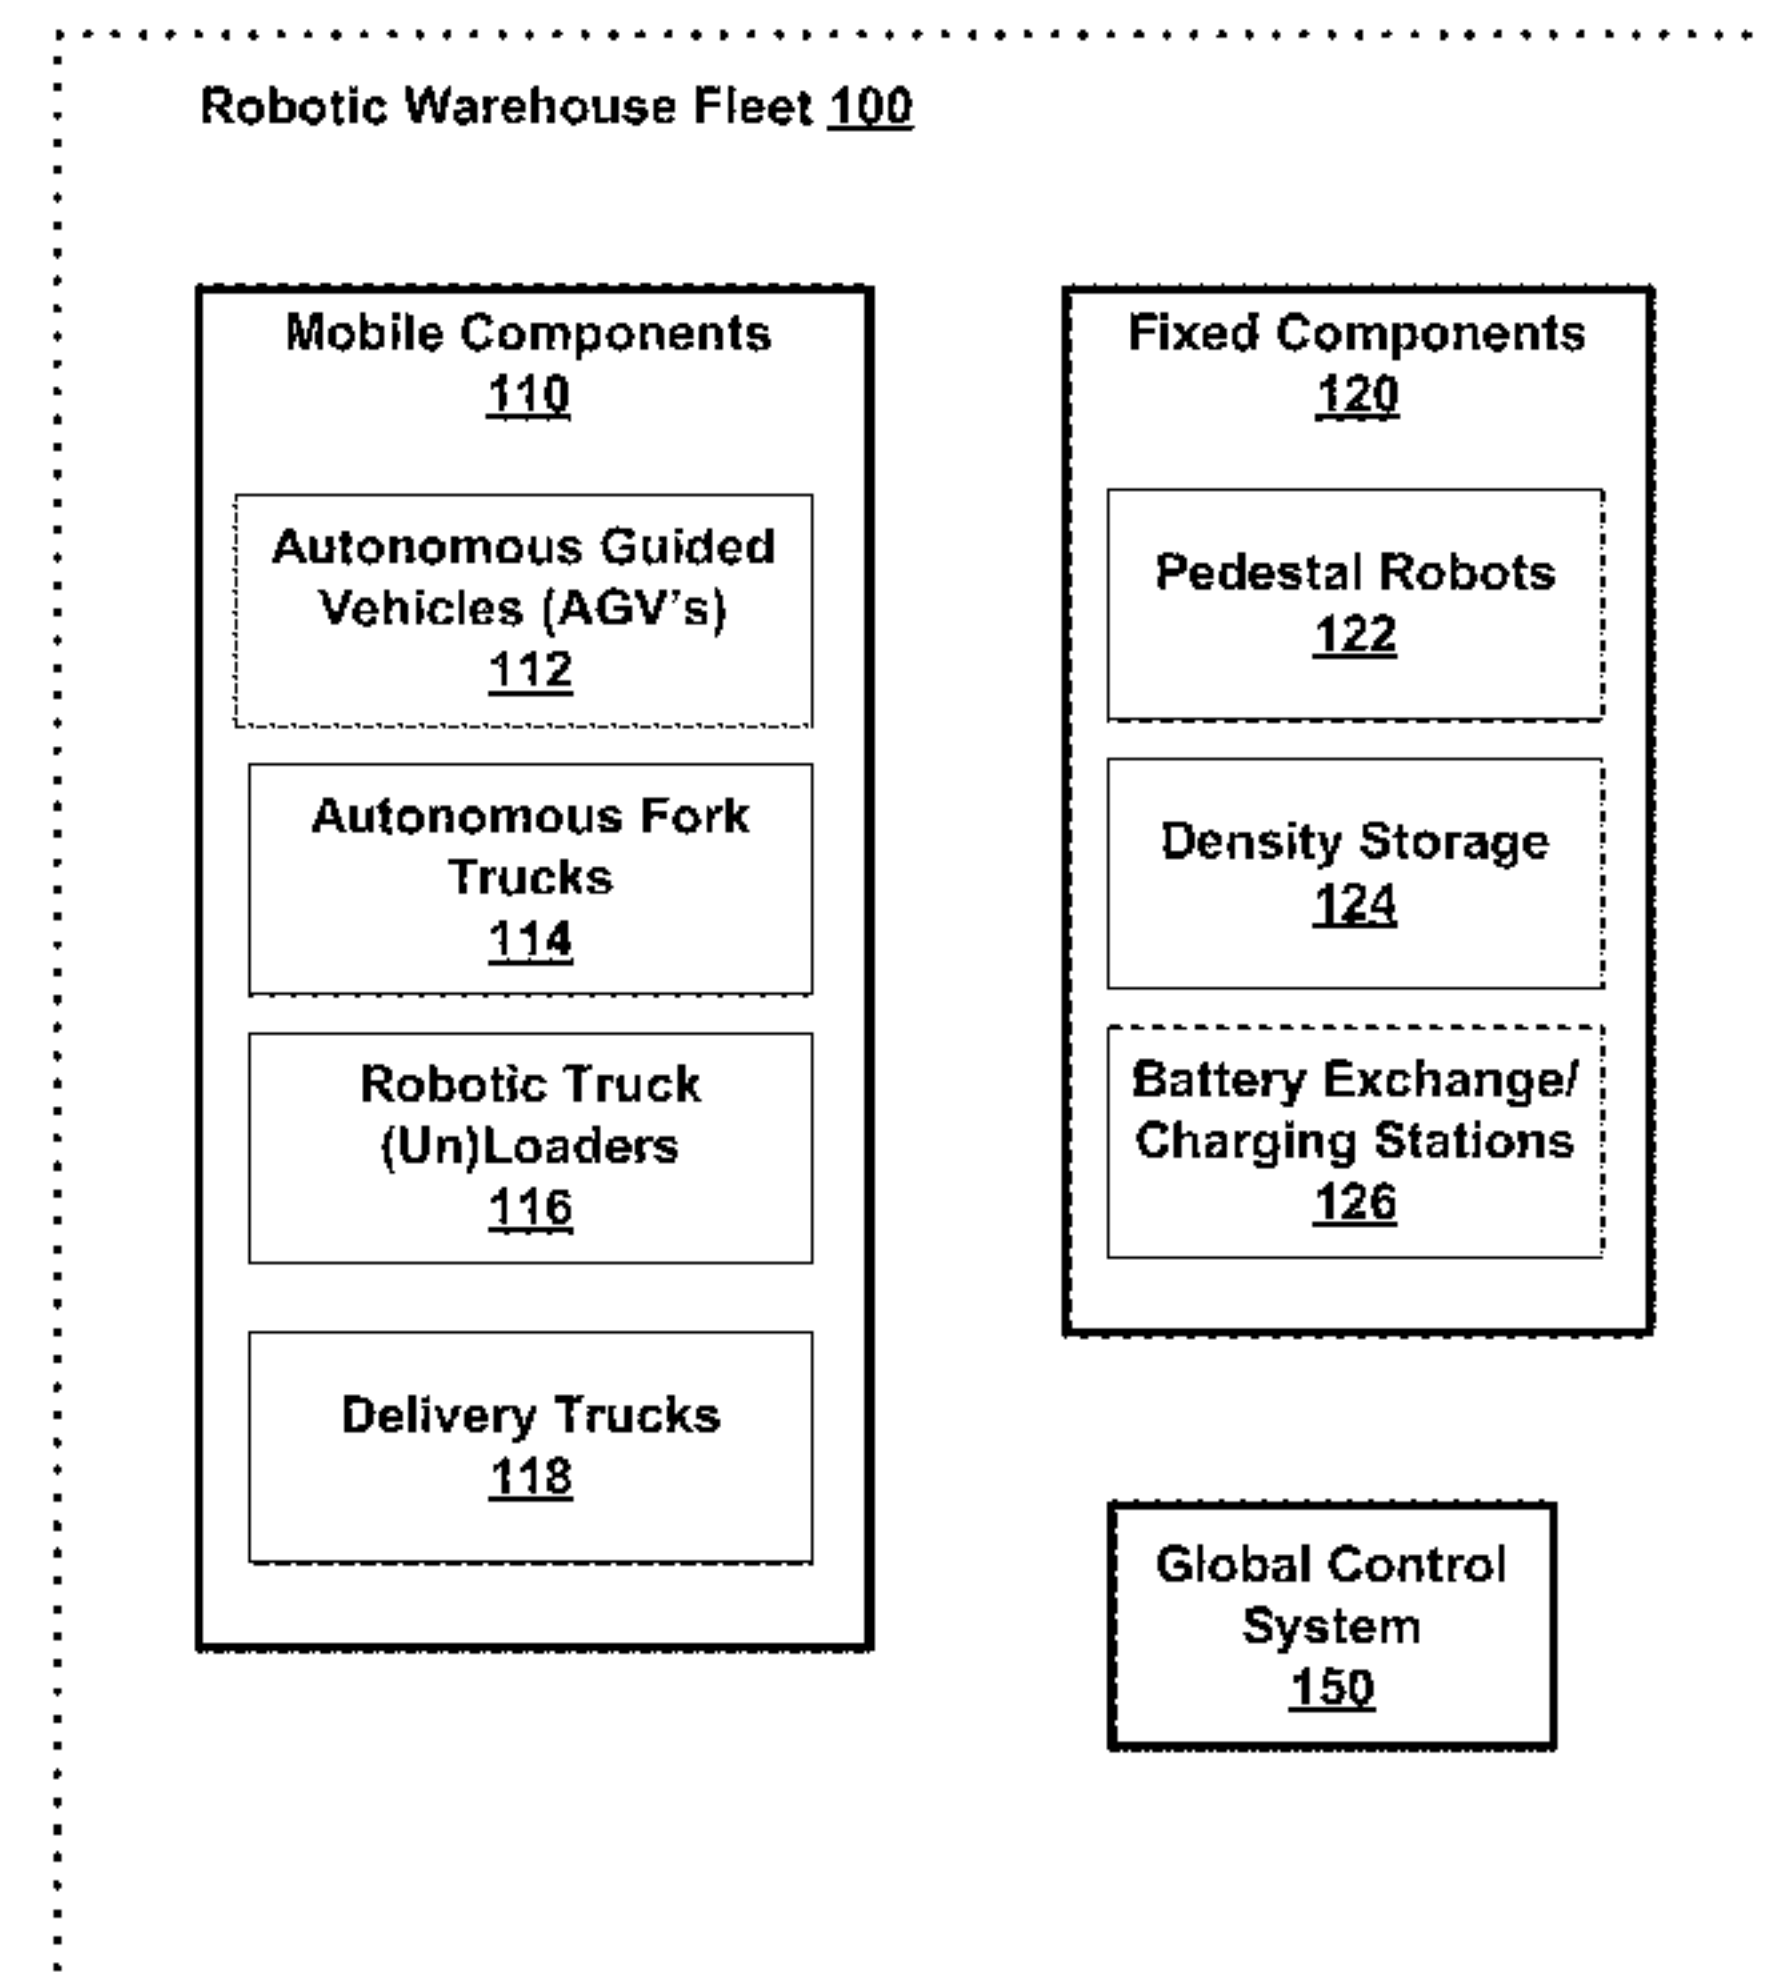 Robotic Warehouse Fleet 100
Mobile Components
110
Autonomous Guided
Vehicles (AGV's)
112
Autonomous Fork
Trucks
114
Robotic Truck
(Un)Loaders
116
Delivery Trucks
118
Fixed Components
120
Pedestal Robots
122
Density Storage
124
Battery Exchange/
Charging Stations
126
Global Control
System
150